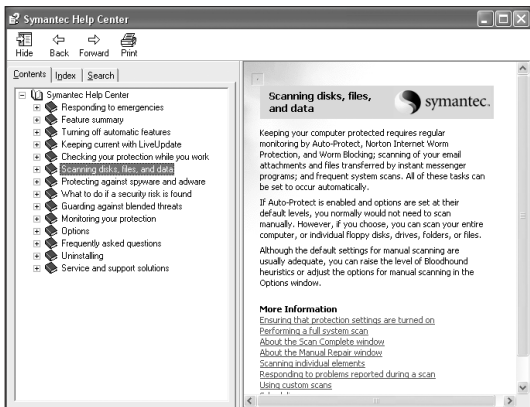 Symantec Help Center
Hide Back Forward Print
Contents Index Search
Symantec Help Center
Responding to emergencies
Feature summary
Turning off automatic features
Keeping current with LiveUpdate
Checking your protection while you work
Scanning disks, files, and data
Protecting against spyware and adware
What to do if a security risk is found
Guarding against blended threats
Monitoring your protection
Options
Frequently asked questions
Uninstalling
Service and support solutions
Scanning disks, files,
and data
symantec.
Keeping your computer protected requires regular
monitoring by Auto-Protect, Norton Internet Worm
Protection, and Worm Blocking; scanning of your email
attachments and files transferred by instant messenger
programs; and frequent system scans. All of these tasks can
be set to occur automatically.
If Auto-Protect is enabled and options are set at their
default levels, you normally would not need to scan
manually. However, if you choose, you can scan your entire
computer, or individual floppy disks, drives, folders, or files.
Although the default settings for manual scanning are
usually adequate, you can raise the level of Bloodhound
heuristics or adjust the options for manual scanning in the
Options window.
More Information
Ensuring that protection settings are turned on
Performing a full system scan
About the Scan Complete window
About the Manual Repair window
Scanning individual elements
Responding to problems reported during a scan
Using custom scans